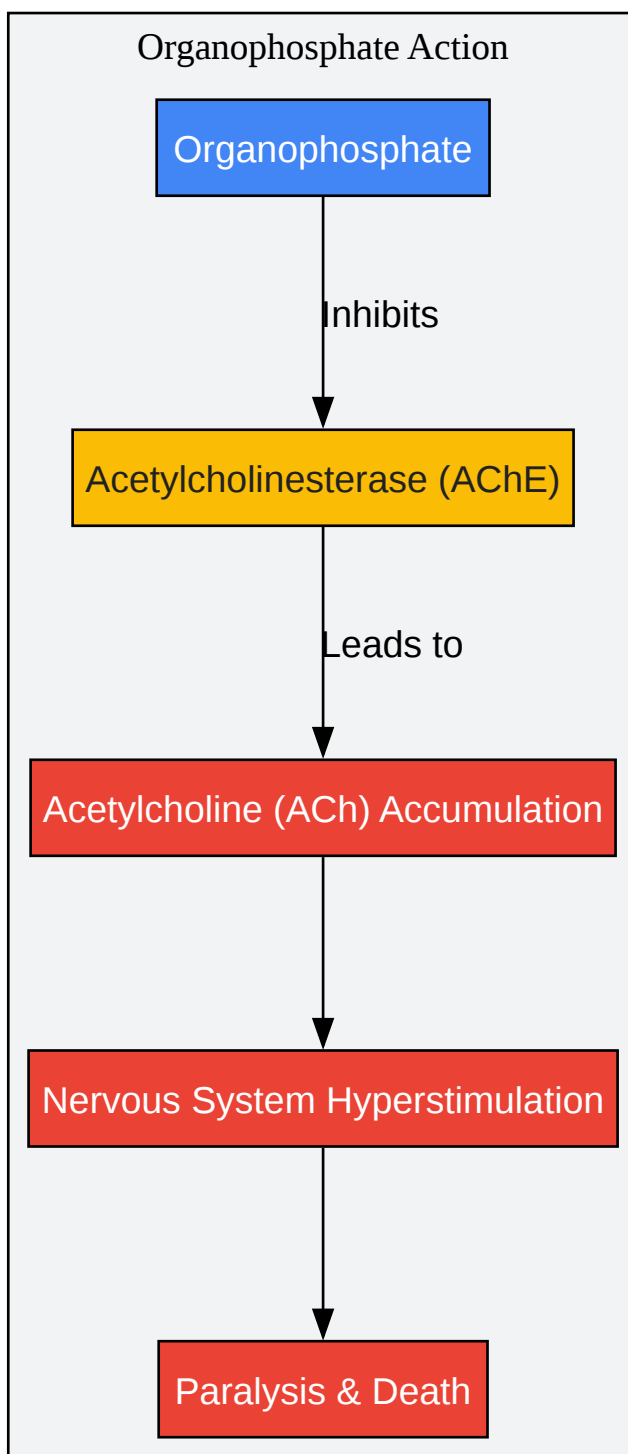 Organophosphate Action
Organophosphate
Inhibits
Acetylcholinesterase (AChE)
Leads to
Acetylcholine (ACh) Accumulation
Nervous System Hyperstimulation
Paralysis & Death